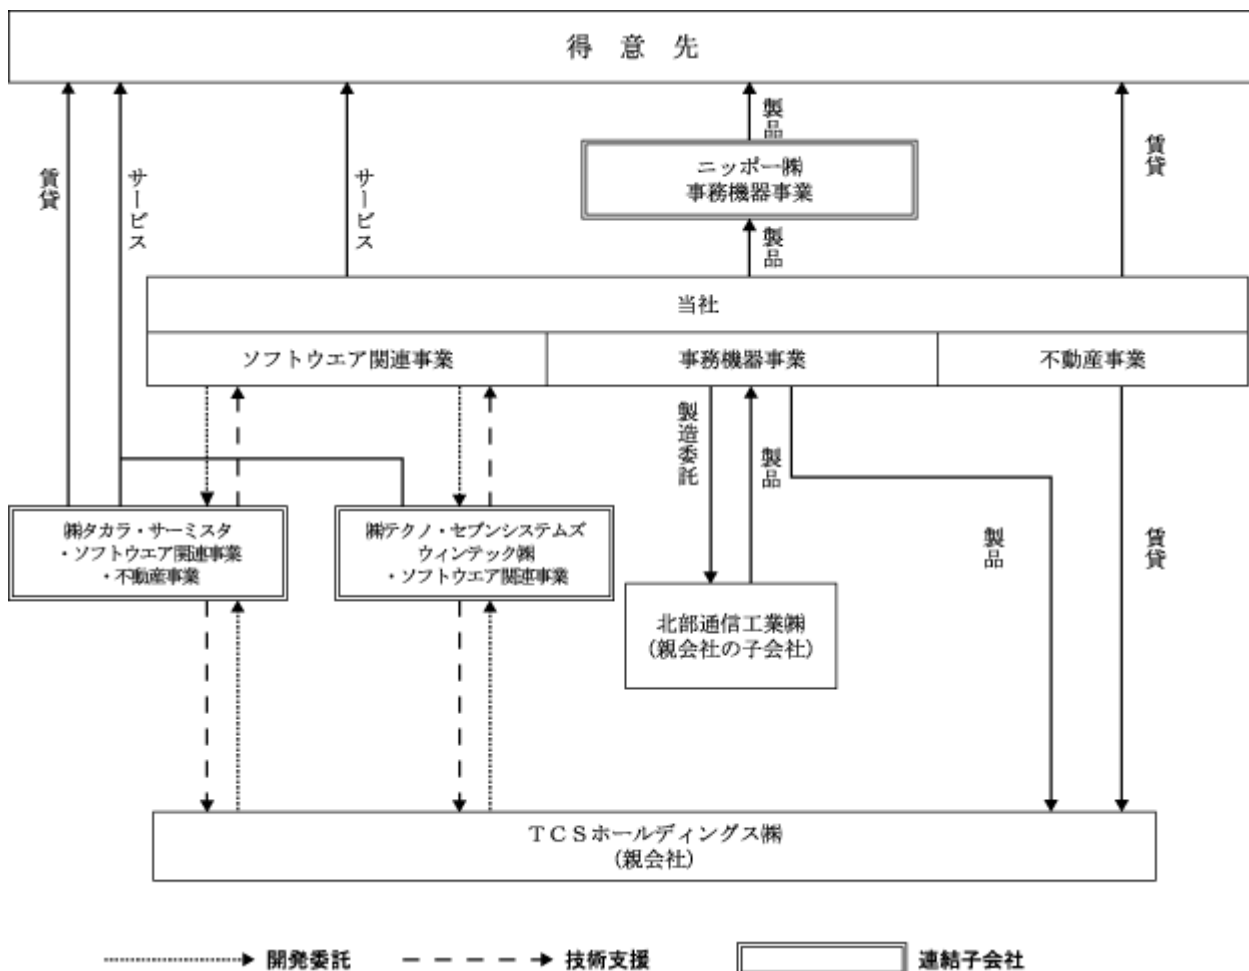 得意先
製品
賃貸
サービス
サービス
賃貸
ニッポー㈱
事務機器事業
製品
当社
ソフトウエア関連事業
事務機器事業
不動産事業
製造委託
製品
㈱タカラ・サーミスタ
・ソフトウエア関連事業
・不動産事業
㈱テクノ・セブンシステムズ
ウィンテック㈱
・ソフトウエア関連事業
製品
賃貸
北部通信工業㈱
(親会社の子会社)
TCSホールディングス㈱
(親会社)
開発委託
技術支援
連結子会社